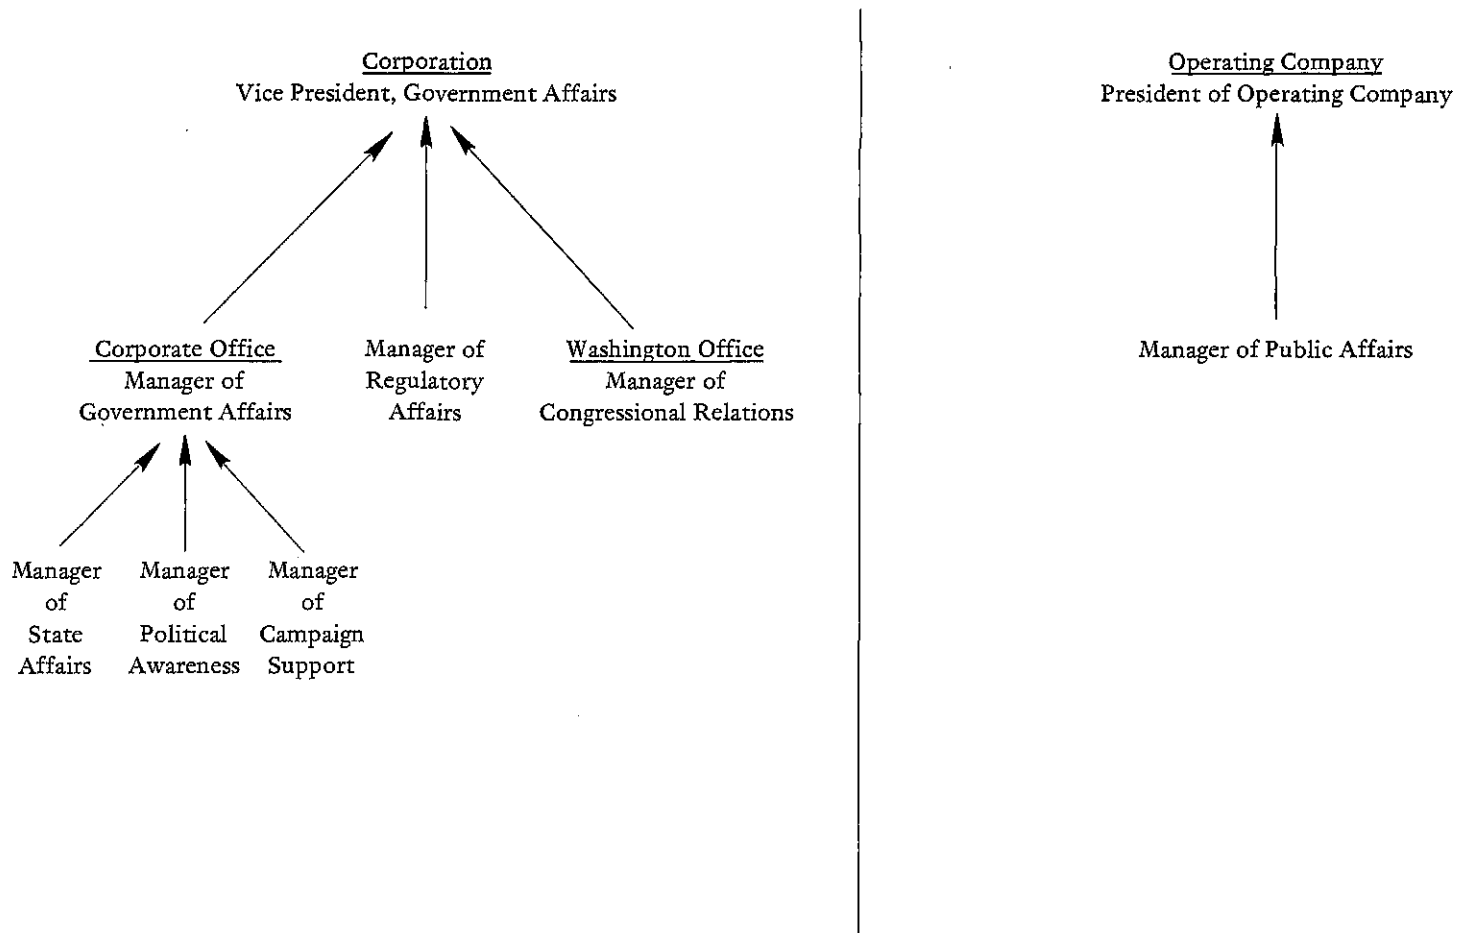 Corporation
Vice President, Government Affairs
Operating Company
President of Operating Company
Corporate Office
Manager of
Government Affairs
Manager of
Regulatory
Affairs
Washington Office
Manager of
Congressional Relations
Manager of Public Affairs
Manager
of
State
Affairs
Manager
of
Political
Awareness
Manager
of
Campaign
Support